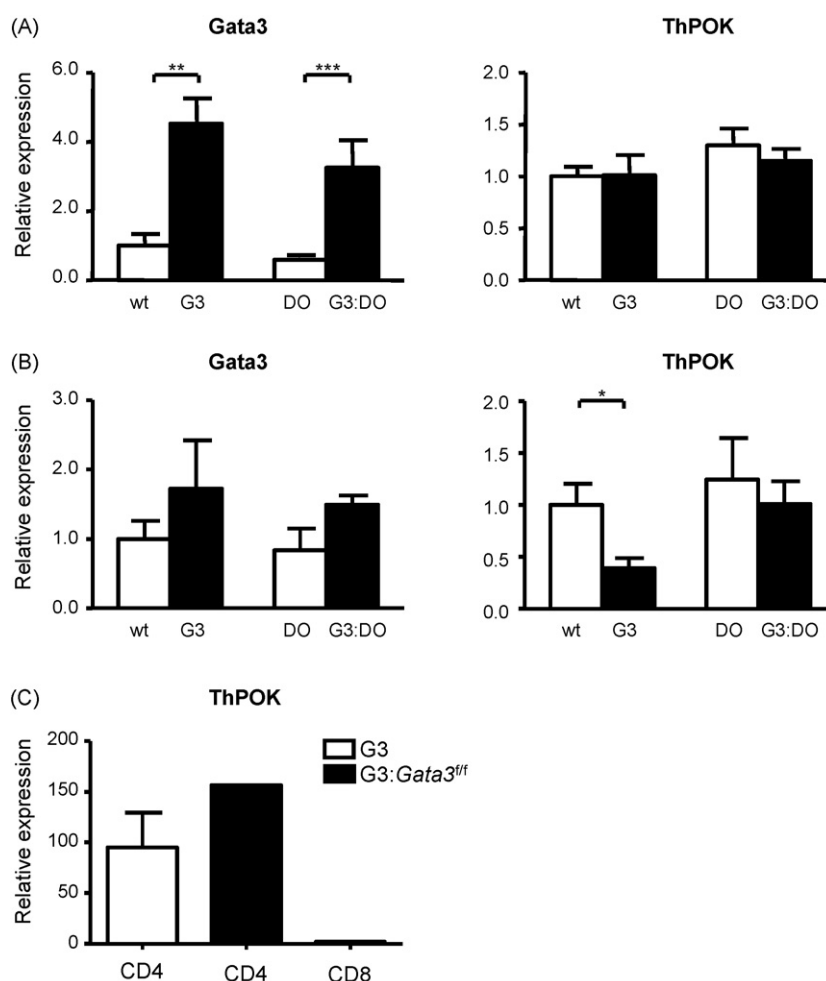 (A)
Gata3
ThPOK
Relative expression
6.0
4.0
2.0
0.0
**
***
wt G3 DO G3:DO
2.0
1.5
1.0
0.5
0.0
wt G3 DO G3:DO
(B)
Gata3
ThPOK
Relative expression
3.0
2.0
1.0
0.0
wt G3 DO G3:DO
2.0
1.5
1.0
0.5
0.0
*
wt G3 DO G3:DO
(C)
ThPOK
Relative expression
200
150
100
50
0
G3
G3:Gata3f/f
CD4 CD4 CD8